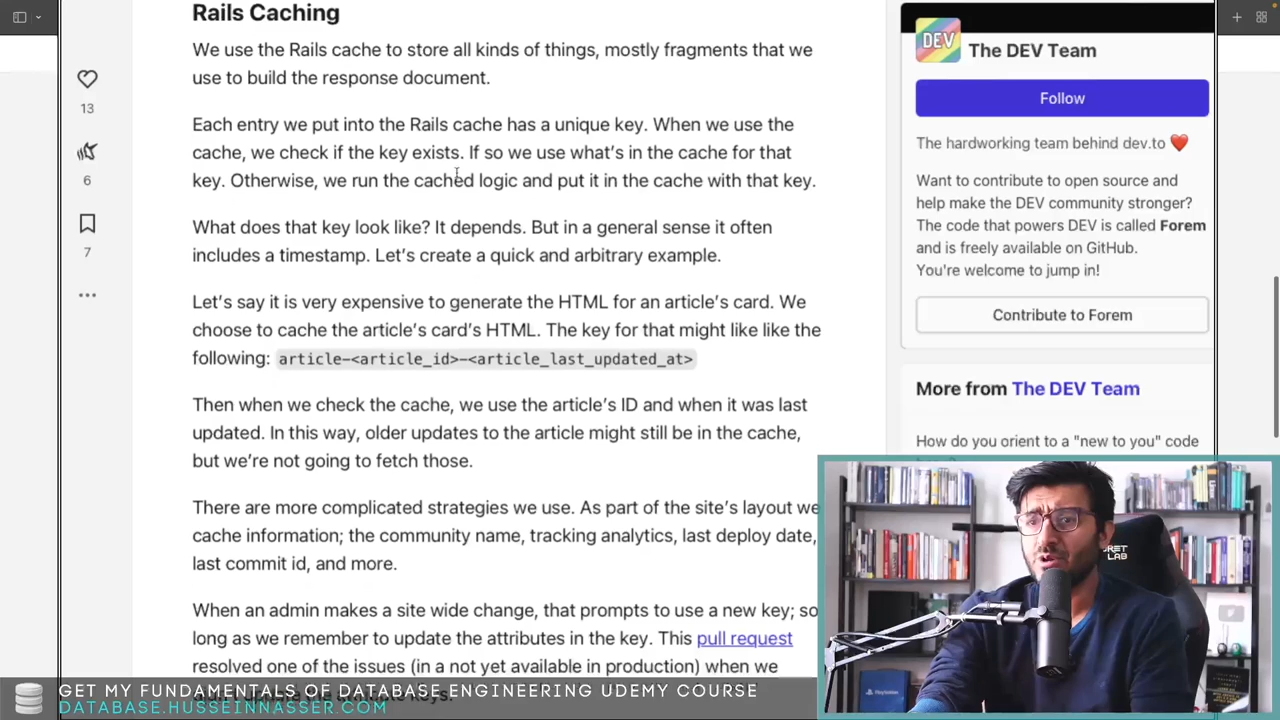 Rails Caching
We use the Rails cache to store all kinds of things, mostly fragments that we
use to build the response document.
Each entry we put into the Rails cache has a unique key. When we use the
cache, we check if the key exists. If so we use what's in the cache for that
key. Otherwise, we run the cached logic and put it in the cache with that key.
What does that key look like? It depends. But in a general sense it often
includes a timestamp. Let's create a quick and arbitrary example.
Let's say it is very expensive to generate the HTML for an article's card. We
choose to cache the article's card's HTML. The key for that might like like the
following: article-<article_id>-<article_last_updated_at>
Then when we check the cache, we use the article's ID and when it was last
updated. In this way, older updates to the article might still be in the cache,
but we're not going to fetch those.
There are more complicated strategies we use. As part of the site's layout we
cache information; the community name, tracking analytics, last deploy date,
last commit id, and more.
When an admin makes a site wide change, that prompts to use a new key; so
long as we remember to update the attributes in the key. This pull request
resolved one of the issues (in a not yet available in production) when we
13
6
7
DEV
The DEV Team
Follow
The hardworking team behind dev.to ❤️
Want to contribute to open source and
help make the DEV community stronger?
The code that powers DEV is called Forem
and is freely available on GitHub.
You're welcome to jump in!
Contribute to Forem
More from The DEV Team
How do you orient to a "new to you" code
LAB
PlayStation
GET MY FUNDAMENTALS OF DATABASE ENGINEERING UDEMY COURSE
DATABASE.HUSSEINNASSER.COM